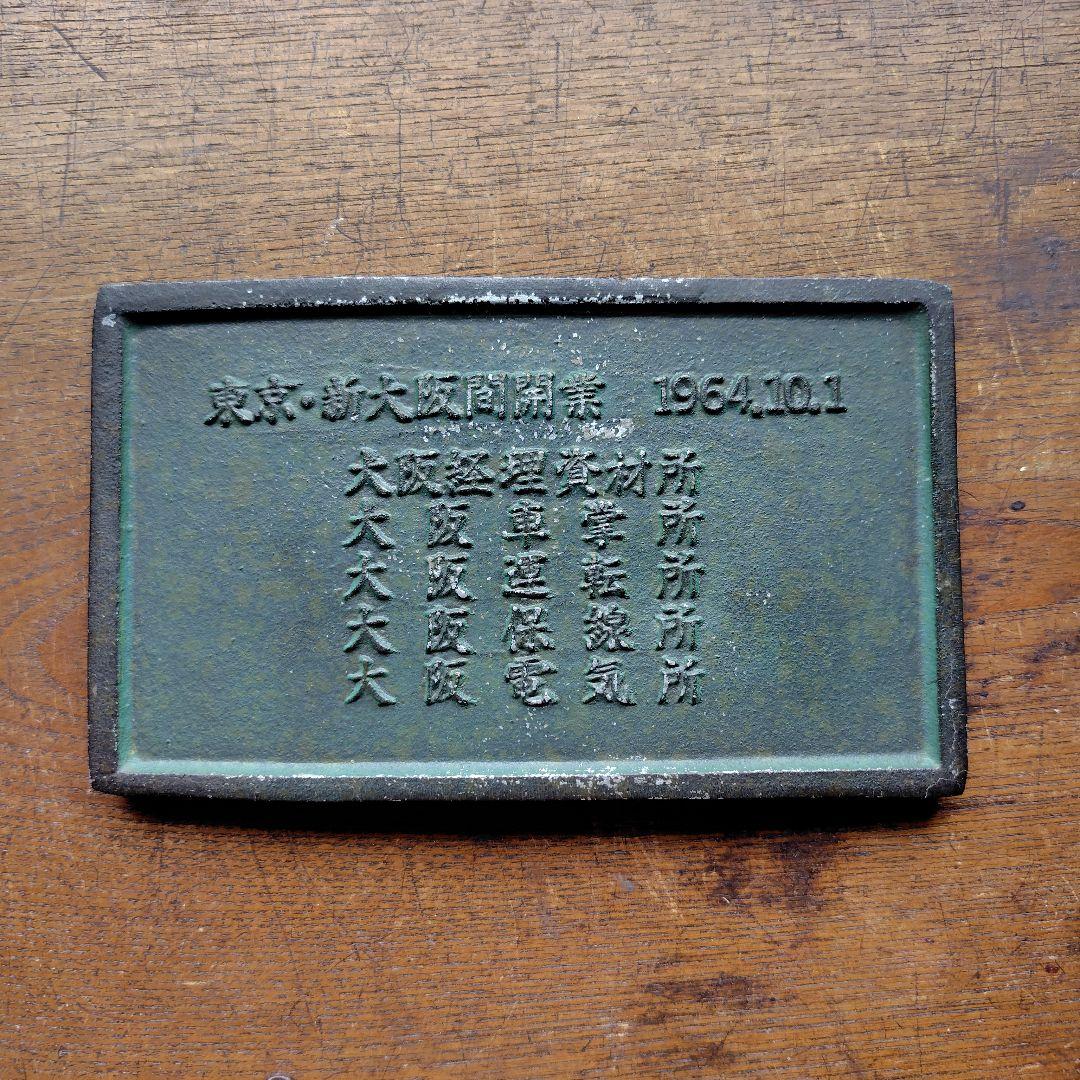 東京・新大阪間開業 1964.10.1
大阪経理資材所
大阪車掌所
大阪運転所
大阪保線所
大阪電気所